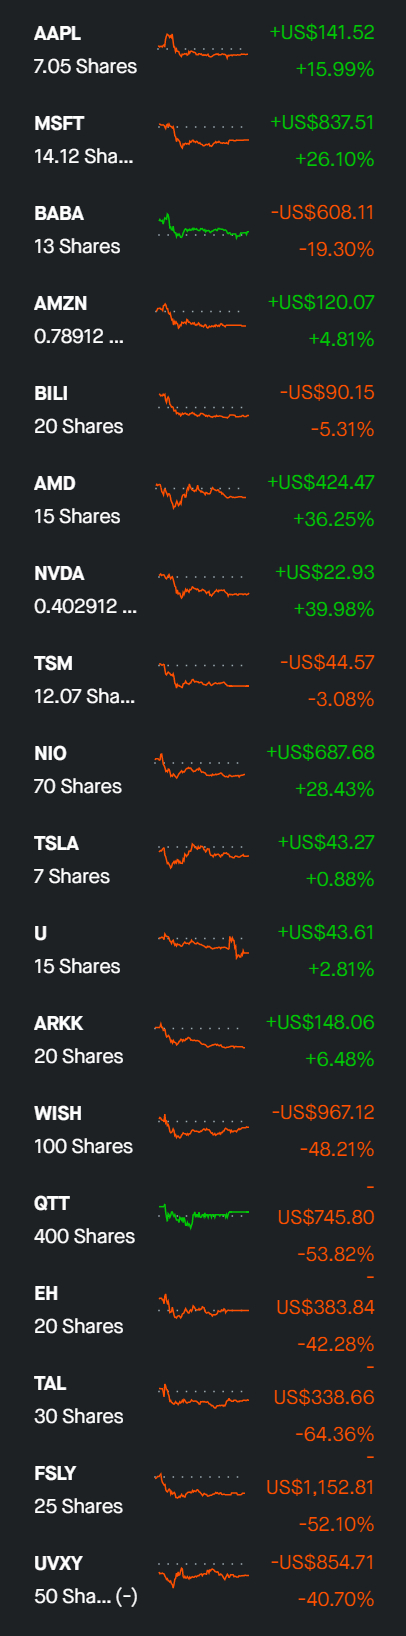 AAPL
7.05 Shares
+US$141.52
+15.99%
MSFT
14.12 Sha...
+US$837.51
+26.10%
BABA
13 Shares
-US$608.11
-19.30%
AMZN
0.78912 ...
+US$120.07
+4.81%
BILI
20 Shares
-US$90.15
-5.31%
AMD
15 Shares
+US$424.47
+36.25%
NVDA
0.402912 ...
+US$22.93
+39.98%
TSM
12.07 Sha...
-US$44.57
-3.08%
NIO
70 Shares
+US$687.68
+28.43%
TSLA
7 Shares
+US$43.27
+0.88%
U
15 Shares
+US$43.61
+2.81%
ARKK
20 Shares
+US$148.06
+6.48%
WISH
100 Shares
-US$967.12
-48.21%
QTT
400 Shares
-
US$745.80
-53.82%
EH
20 Shares
-
US$383.84
-42.28%
TAL
30 Shares
-
US$338.66
-64.36%
FSLY
25 Shares
-
US$1,152.81
-52.10%
UVXY
50 Sha... (-)
-US$854.71
-40.70%